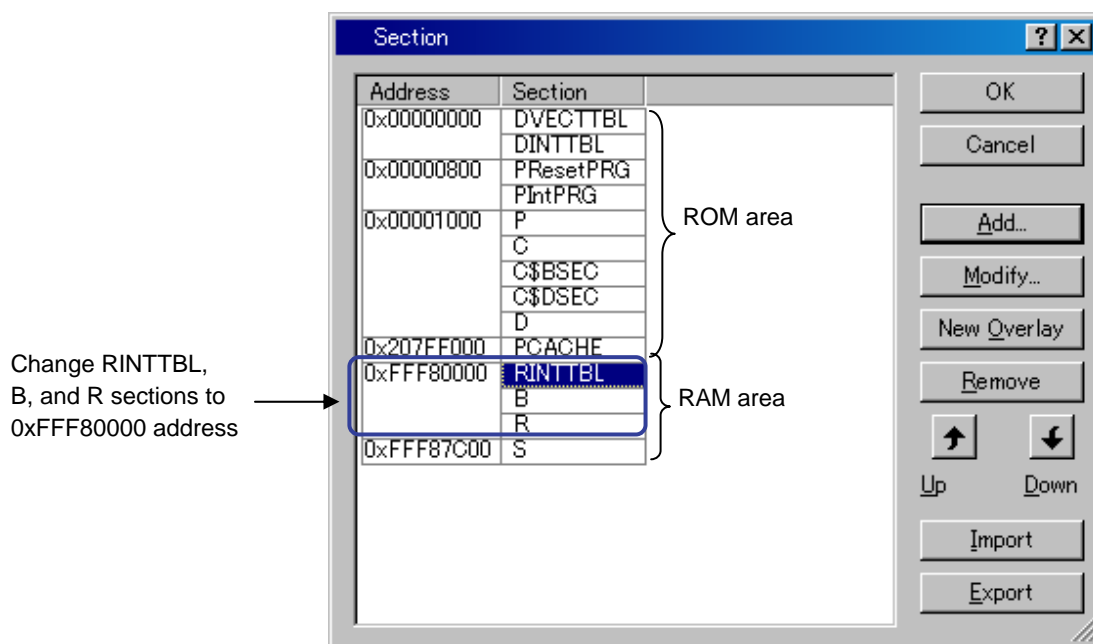 Section
Address Section
0x00000000 DVECTTBL
DINTTBL
0x00000800 PResetPRG
PIntPRG
0x00001000 P
C
C$BSEC
C$DSEC
D
0x207FF000 PCACHE
0xFFF80000 RINTTBL
B
R
0xFFF87C00 S
ROM area
RAM area
Change RINTTBL,
B, and R sections to
0xFFF80000 address
OK
Cancel
Add...
Modify...
New Overlay
Remove
Up Down
Import
Export